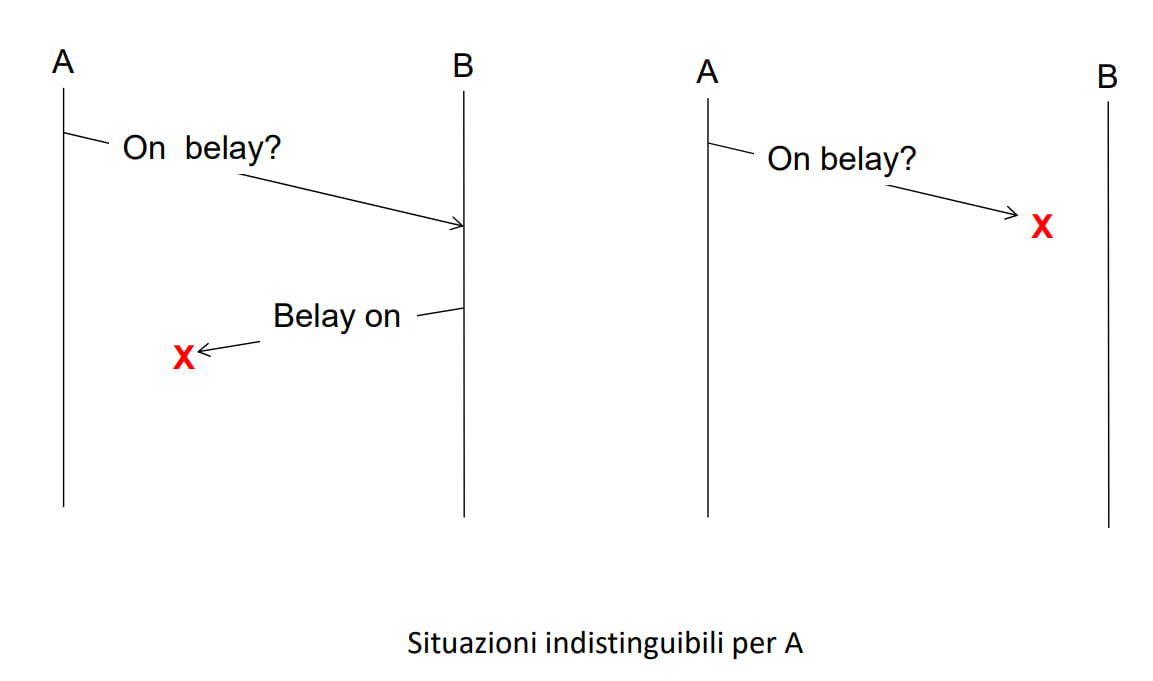 A
B
On  belay?
Belay on
X
A
B
On belay?
X
Situazioni indistinguibili per A